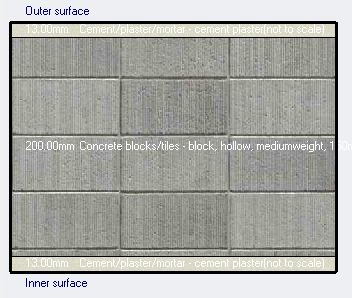 Outer surface
13.00mm Cement/plaster/mortar - cement plaster(not to scale)
200.00mm Concrete blocks/tiles - block, hollow, mediumweight,
13.00mm Cement/plaster/mortar - cement plaster(not to scale)
Inner surface